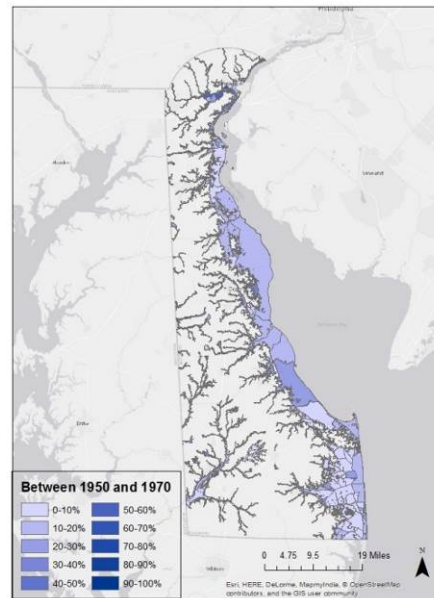 Philadelphia
Between 1950 and 1970
0-10%
10-20%
20-30%
30-40%
40-50%
50-60%
60-70%
70-80%
80-90%
90-100%
0 4.75 9.5 19 Miles
N
Esri, HERE, DeLorme, MapmyIndia, © OpenStreetMap
contributors, and the GIS user community